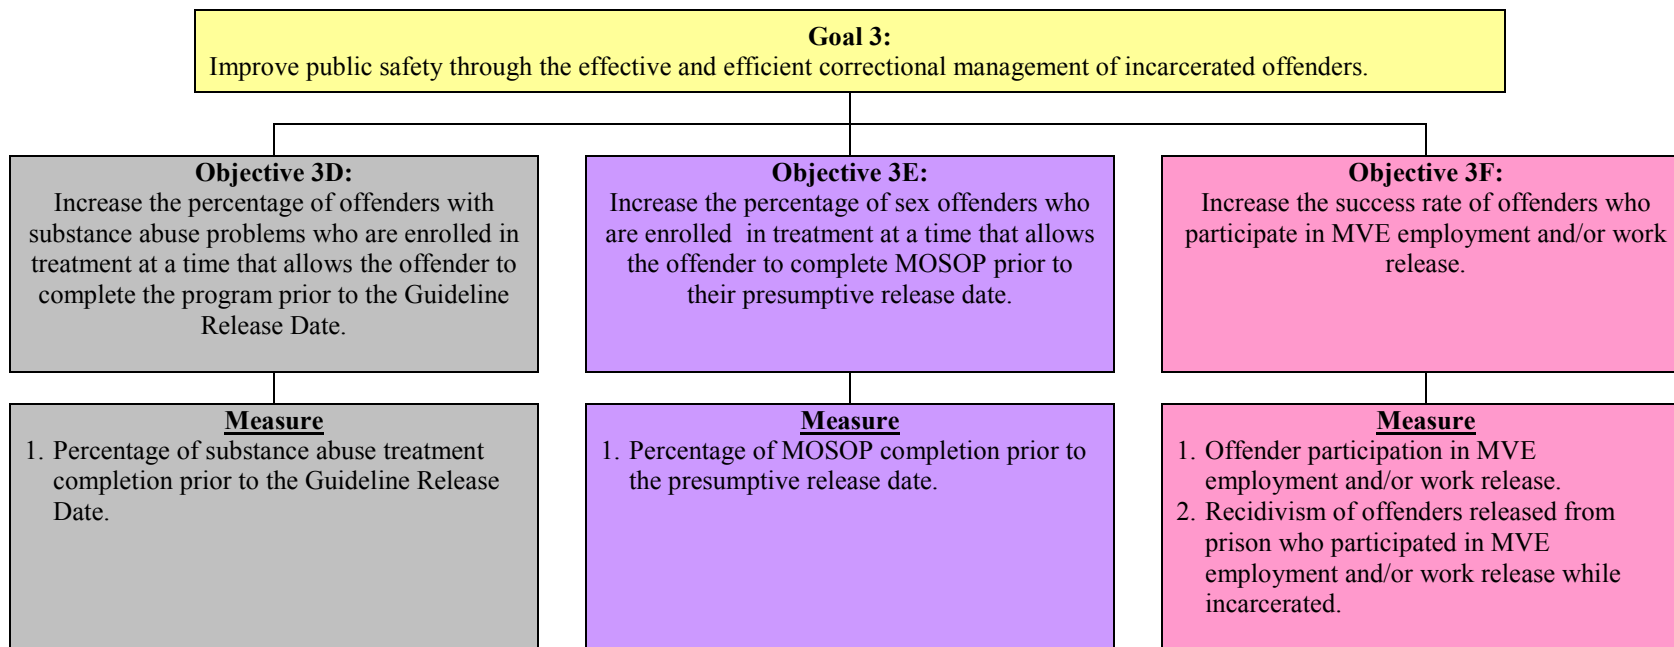 Goal 3:
Improve public safety through the effective and efficient correctional management of incarcerated offenders.
Objective 3D:
Increase the percentage of offenders with
substance abuse problems who are enrolled in
treatment at a time that allows the offender to
complete the program prior to the Guideline
Release Date.
Objective 3E:
Increase the percentage of sex offenders who
are enrolled in treatment at a time that allows
the offender to complete MOSOP prior to
their presumptive release date.
Objective 3F:
Increase the success rate of offenders who
participate in MVE employment and/or work
release.
Measure
1. Percentage of substance abuse treatment
completion prior to the Guideline Release
Date.
Measure
1. Percentage of MOSOP completion prior to
the presumptive release date.
Measure
1. Offender participation in MVE
employment and/or work release.
2. Recidivism of offenders released from
prison who participated in MVE
employment and/or work release while
incarcerated.